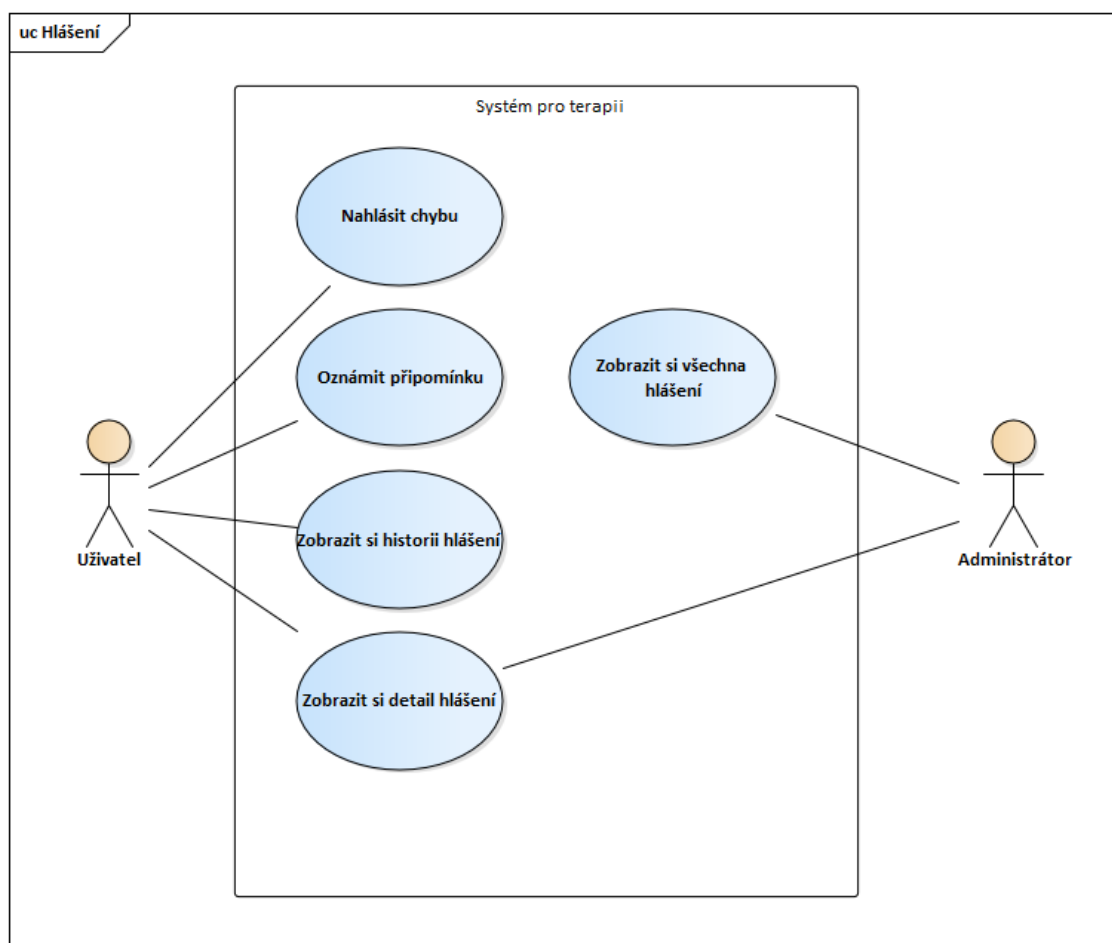 uc Hlášení
Systém pro terapii
Nahlásit chybu
Oznámit připomínku
Zobrazit si všechna
hlášení
Zobrazit si historii hlášení
Uživatel
Administrátor
Zobrazit si detail hlášení